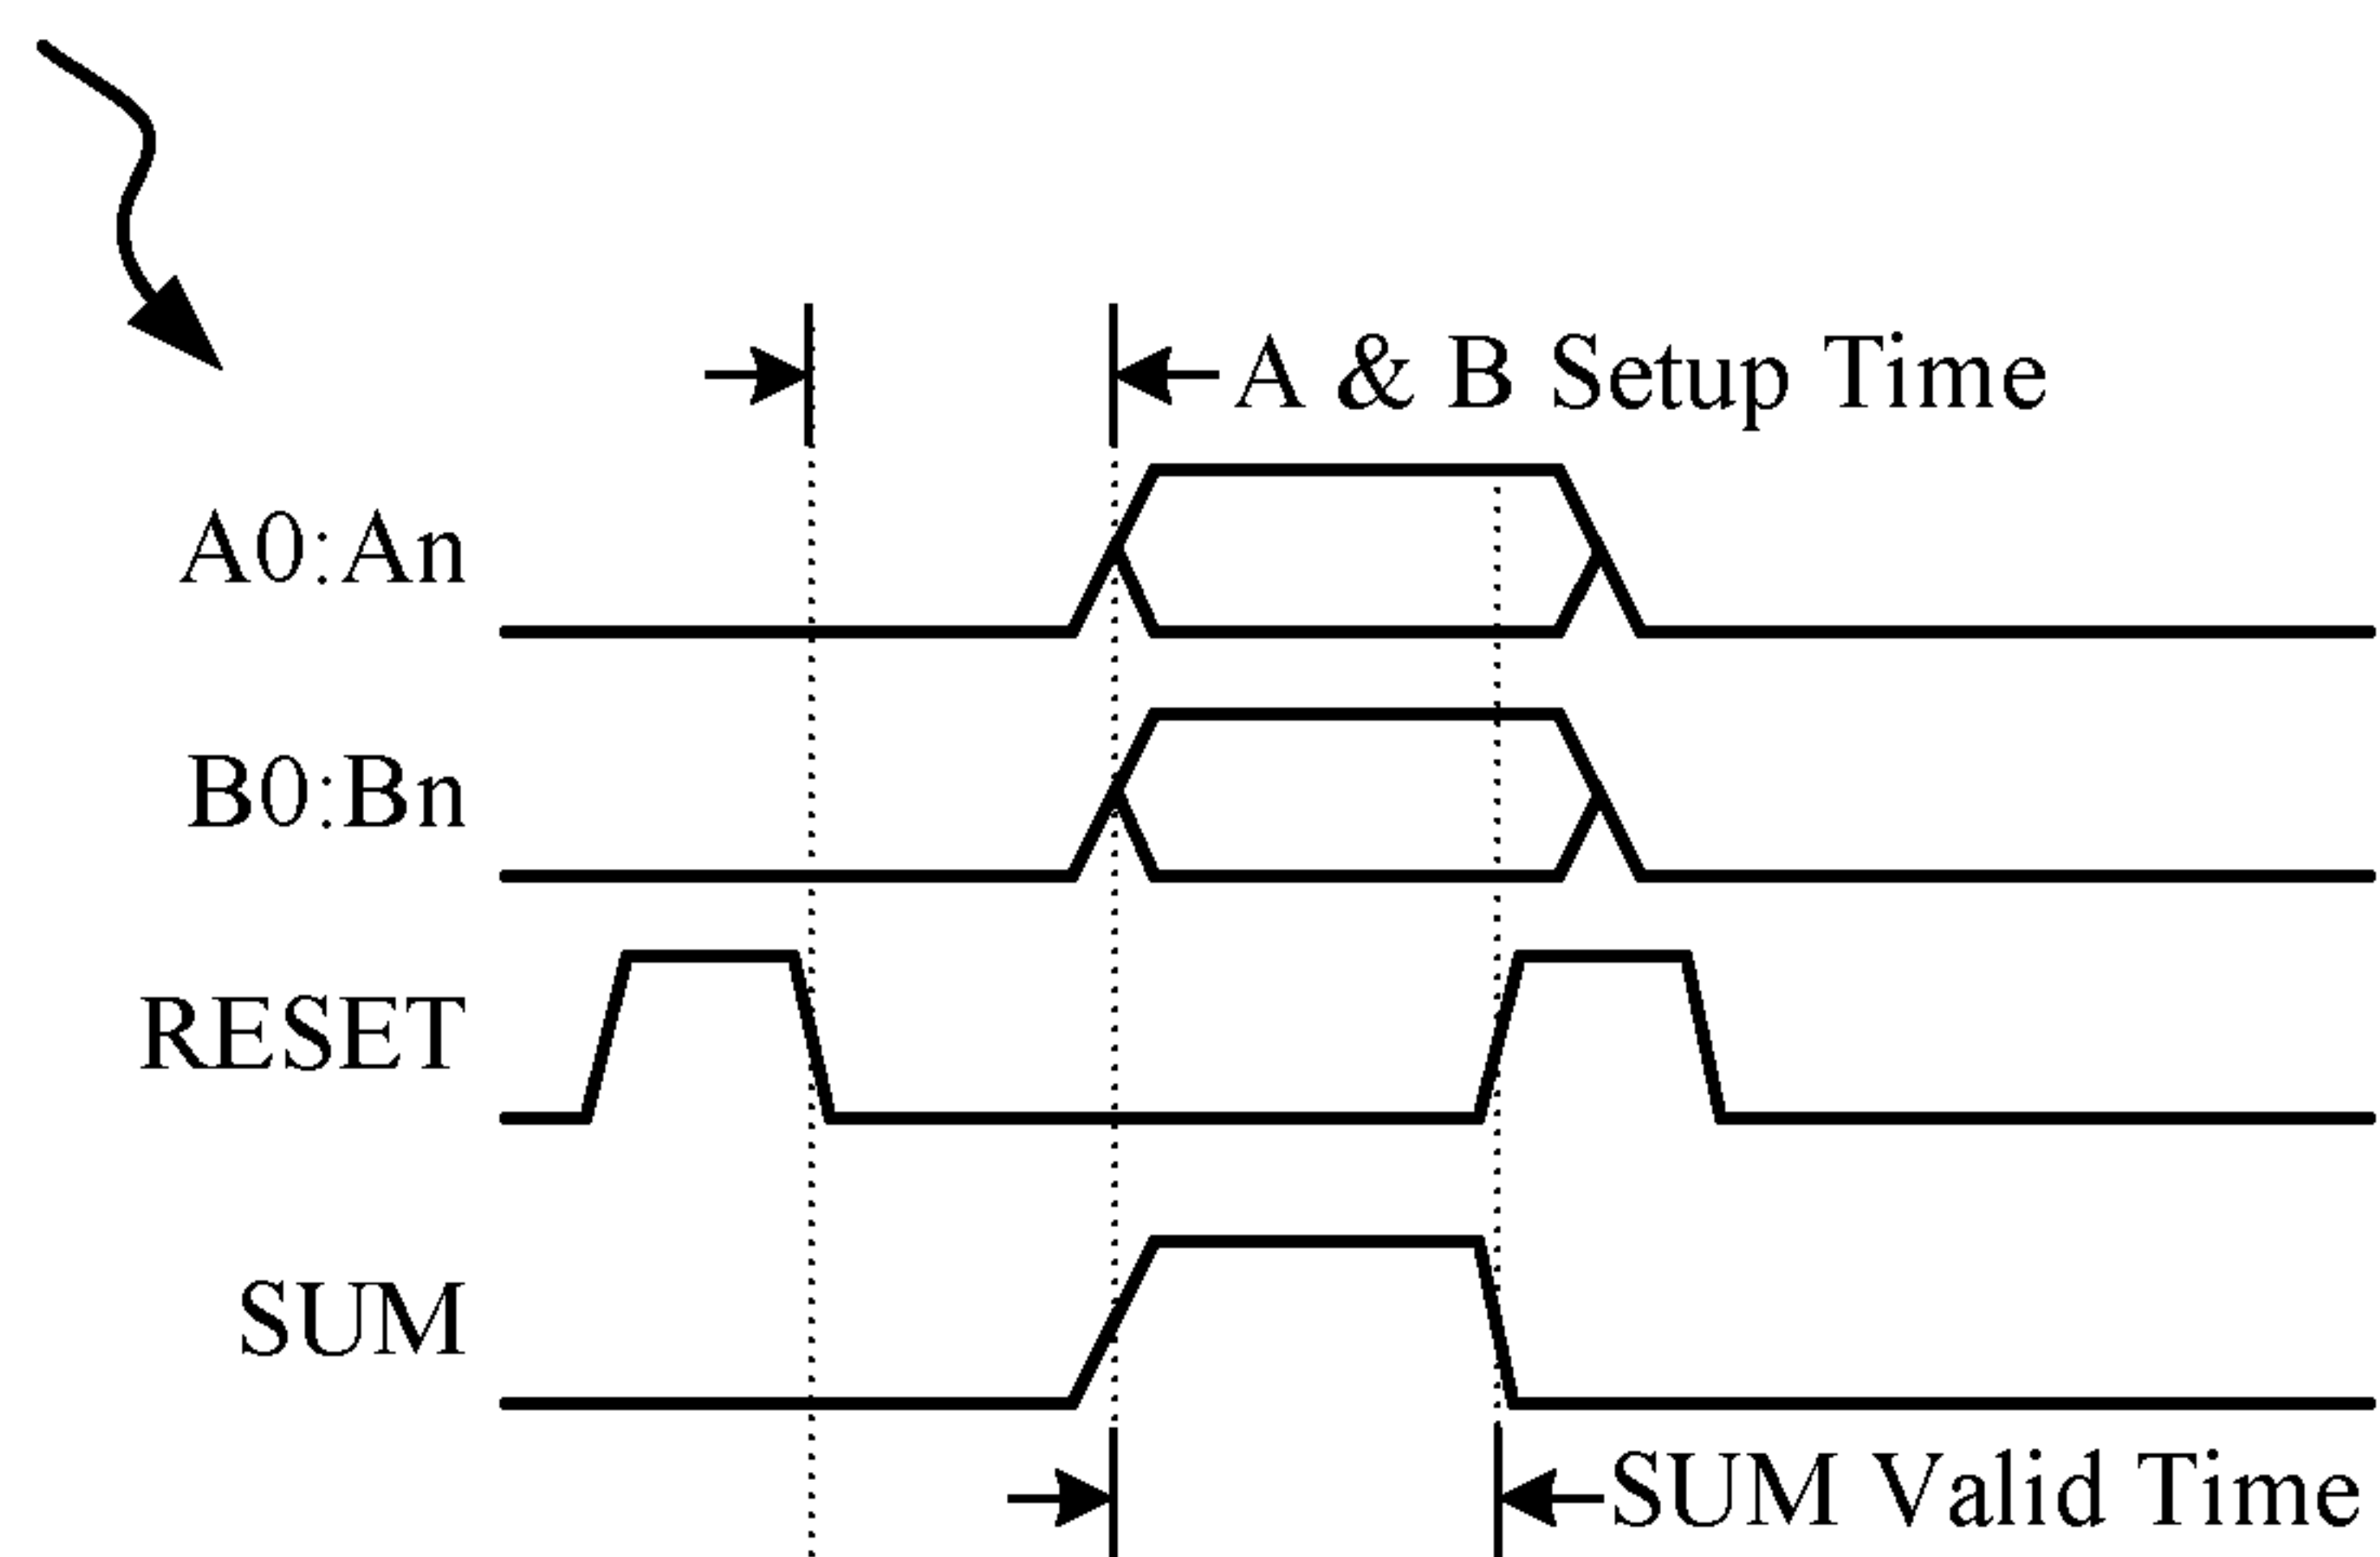 A & B Setup Time
A0:An
B0:Bn
RESET
SUM
SUM Valid Time